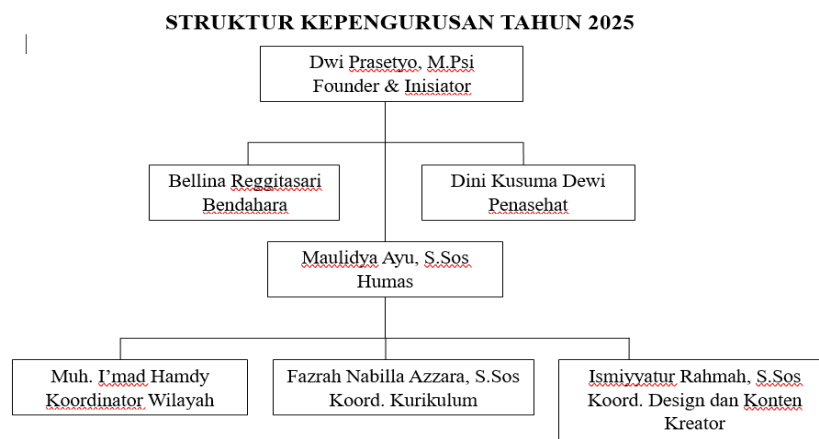 STRUKTUR KEPENGURUSAN TAHUN 2025
Dwi Prasetyo, M.Psi
Founder & Inisiator
Bellina Reggitasari
Bendahara
Dini Kusuma Dewi
Penasehat
Maulidya Ayu, S.Sos
Humas
Muh. I’mad Hamdy
Koordinator Wilayah
Fazrah Nabilla Azzara, S.Sos
Koord. Kurikulum
Ismiyyatur Rahmah, S.Sos
Koord. Design dan Konten
Kreator